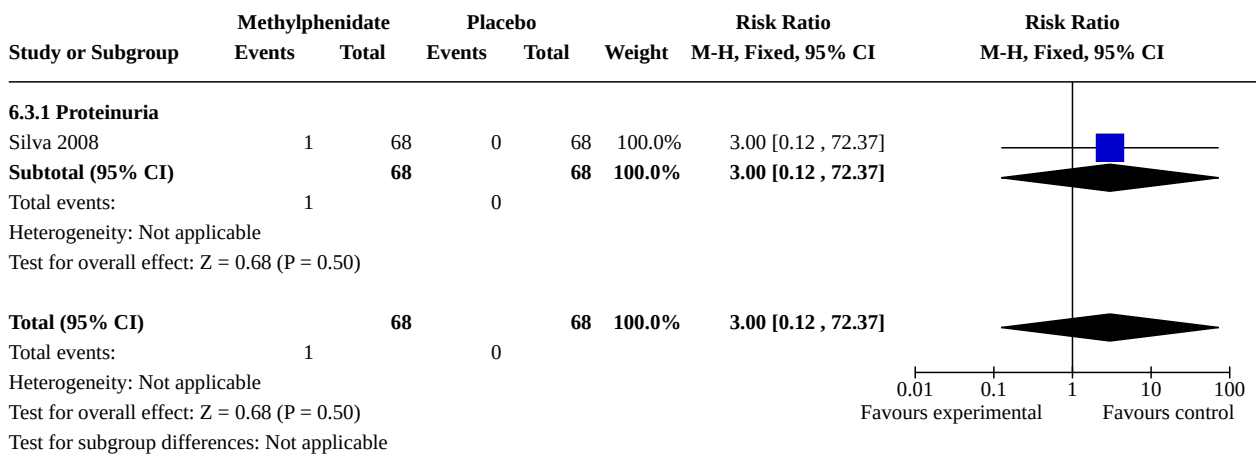 Methylphenidate Placebo Risk Ratio Risk Ratio
Study or Subgroup Events Total Events Total Weight M-H, Fixed, 95% CI M-H, Fixed, 95% CI
6.3.1 Proteinuria
Silva 2008 1 68 0 68 100.0% 3.00 [0.12 , 72.37]
Subtotal (95% CI) 68 68 100.0% 3.00 [0.12 , 72.37]
Total events: 1 0
Heterogeneity: Not applicable
Test for overall effect: Z = 0.68 (P = 0.50)
Total (95% CI) 68 68 100.0% 3.00 [0.12 , 72.37]
Total events: 1 0
Heterogeneity: Not applicable
0.01 0.1 1 10 100
Test for overall effect: Z = 0.68 (P = 0.50)
Favours experimental Favours control
Test for subgroup differences: Not applicable